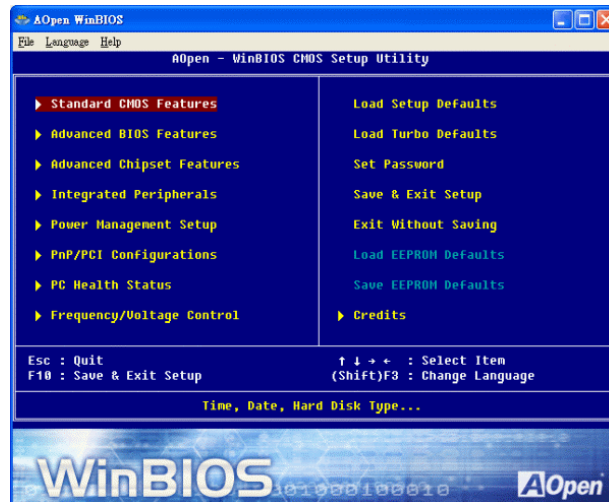 AOpen WinBIOS
File Language Help
AOpen - WinBIOS CMOS Setup Utility
Standard CMOS Features
Advanced BIOS Features
Advanced Chipset Features
Integrated Peripherals
Power Management Setup
PnP/PCI Configurations
PC Health Status
Frequency/Voltage Control
Load Setup Defaults
Load Turbo Defaults
Set Password
Save & Exit Setup
Exit Without Saving
Load EEPROM Defaults
Save EEPROM Defaults
Credits
Esc : Quit
F10 : Save & Exit Setup
↑ ↓ → ← : Select Item
(Shift)F3 : Change Language
Time, Date, Hard Disk Type...
WinBIOS
AOpen